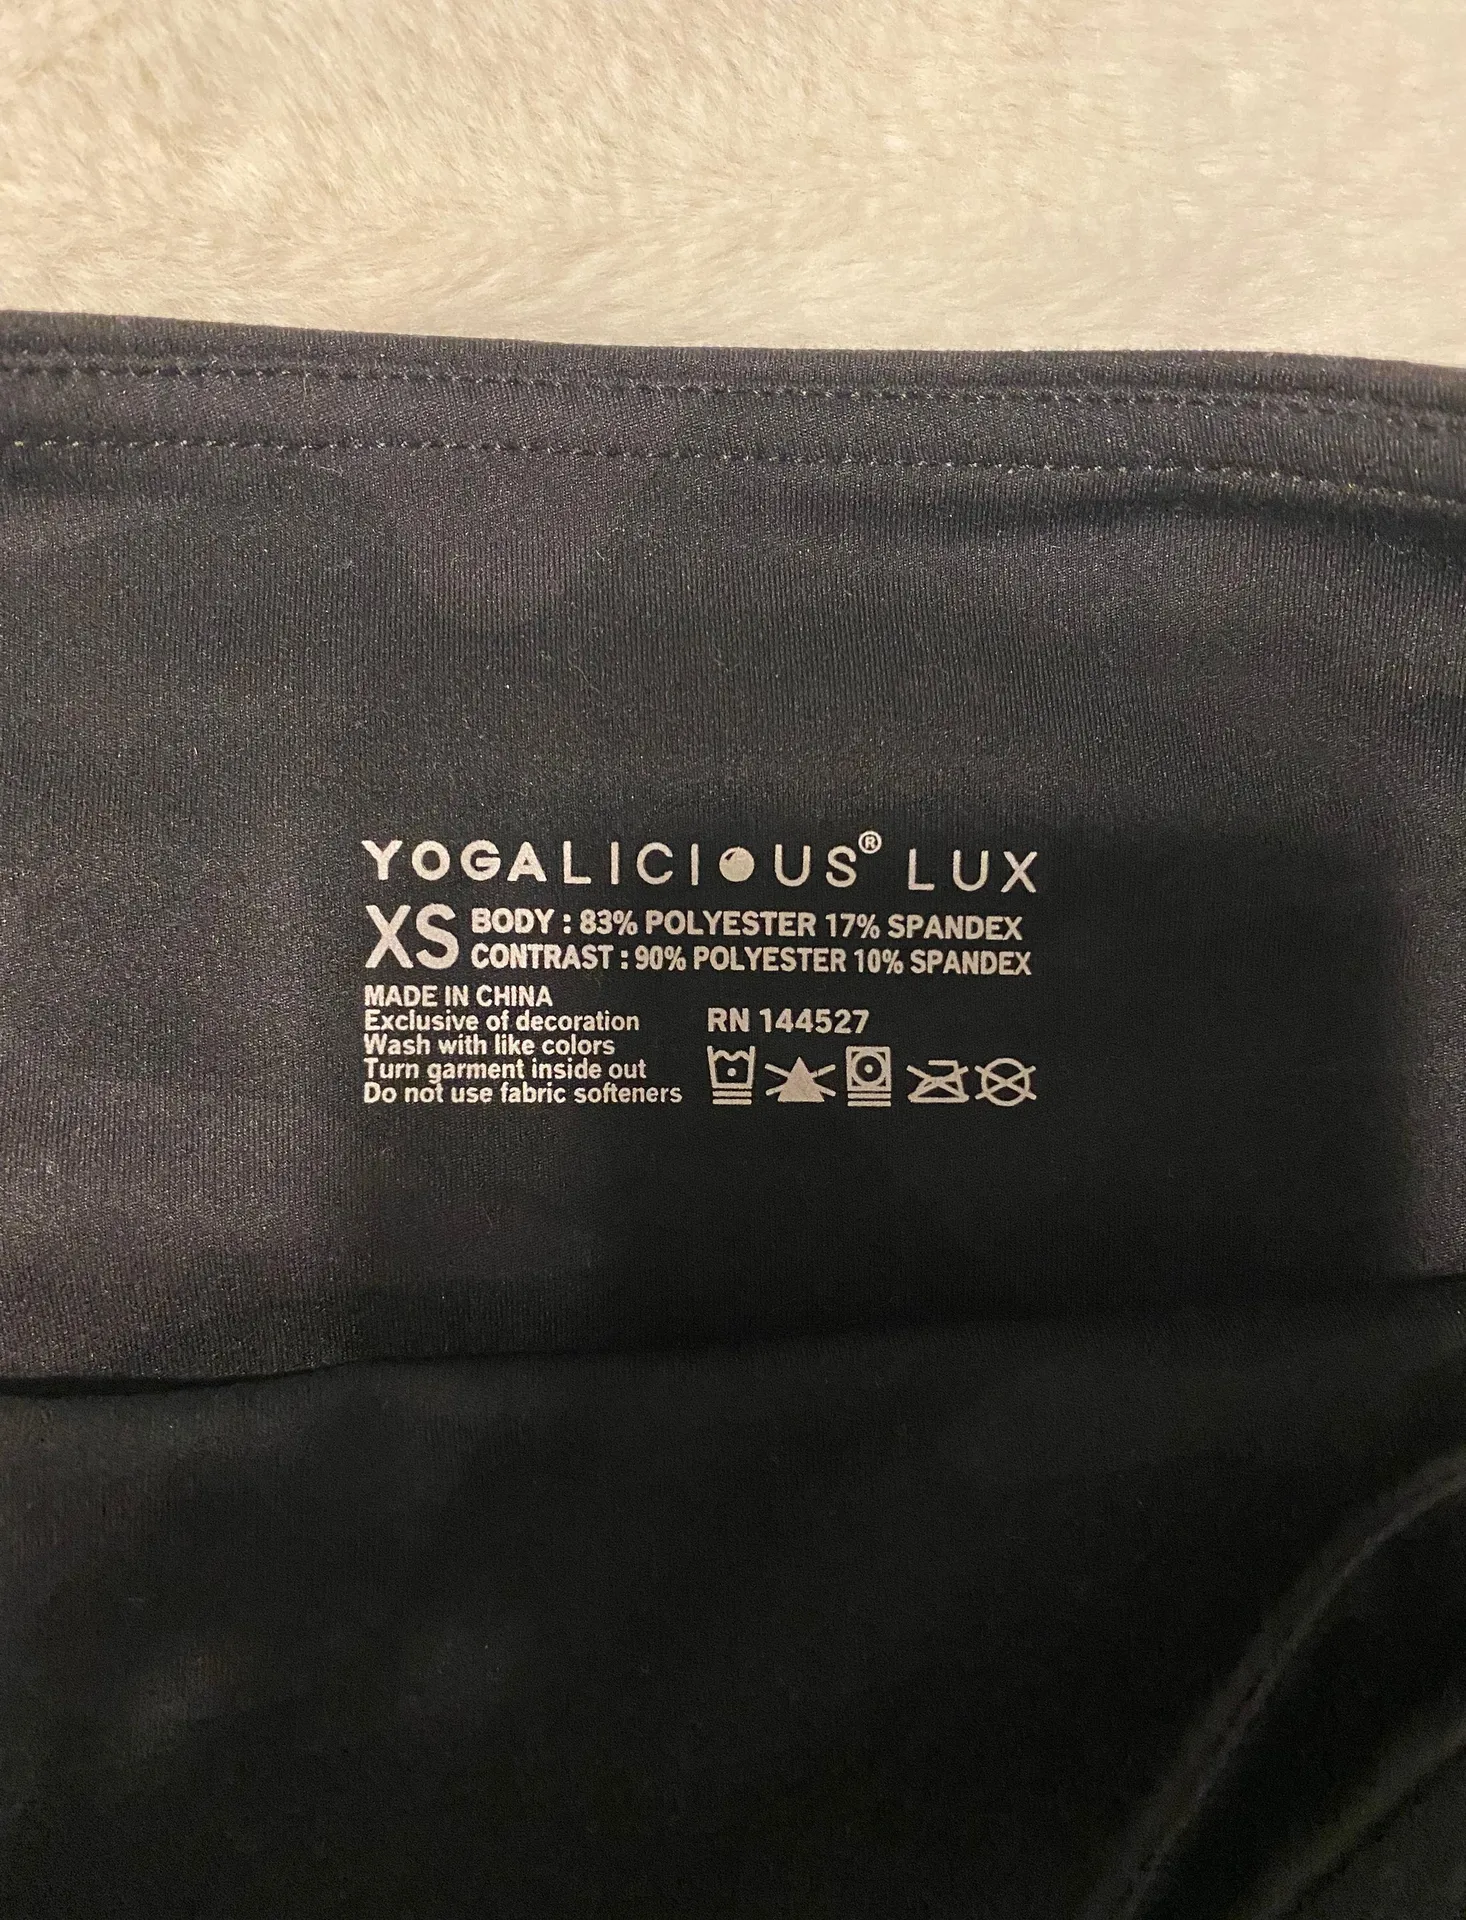 YOGALICIOUS® LUX
XS
BODY : 83% POLYESTER 17% SPANDEX
CONTRAST : 90% POLYESTER 10% SPANDEX
MADE IN CHINA
Exclusive of decoration
Wash with like colors
Turn garment inside out
Do not use fabric softeners
RN 144527